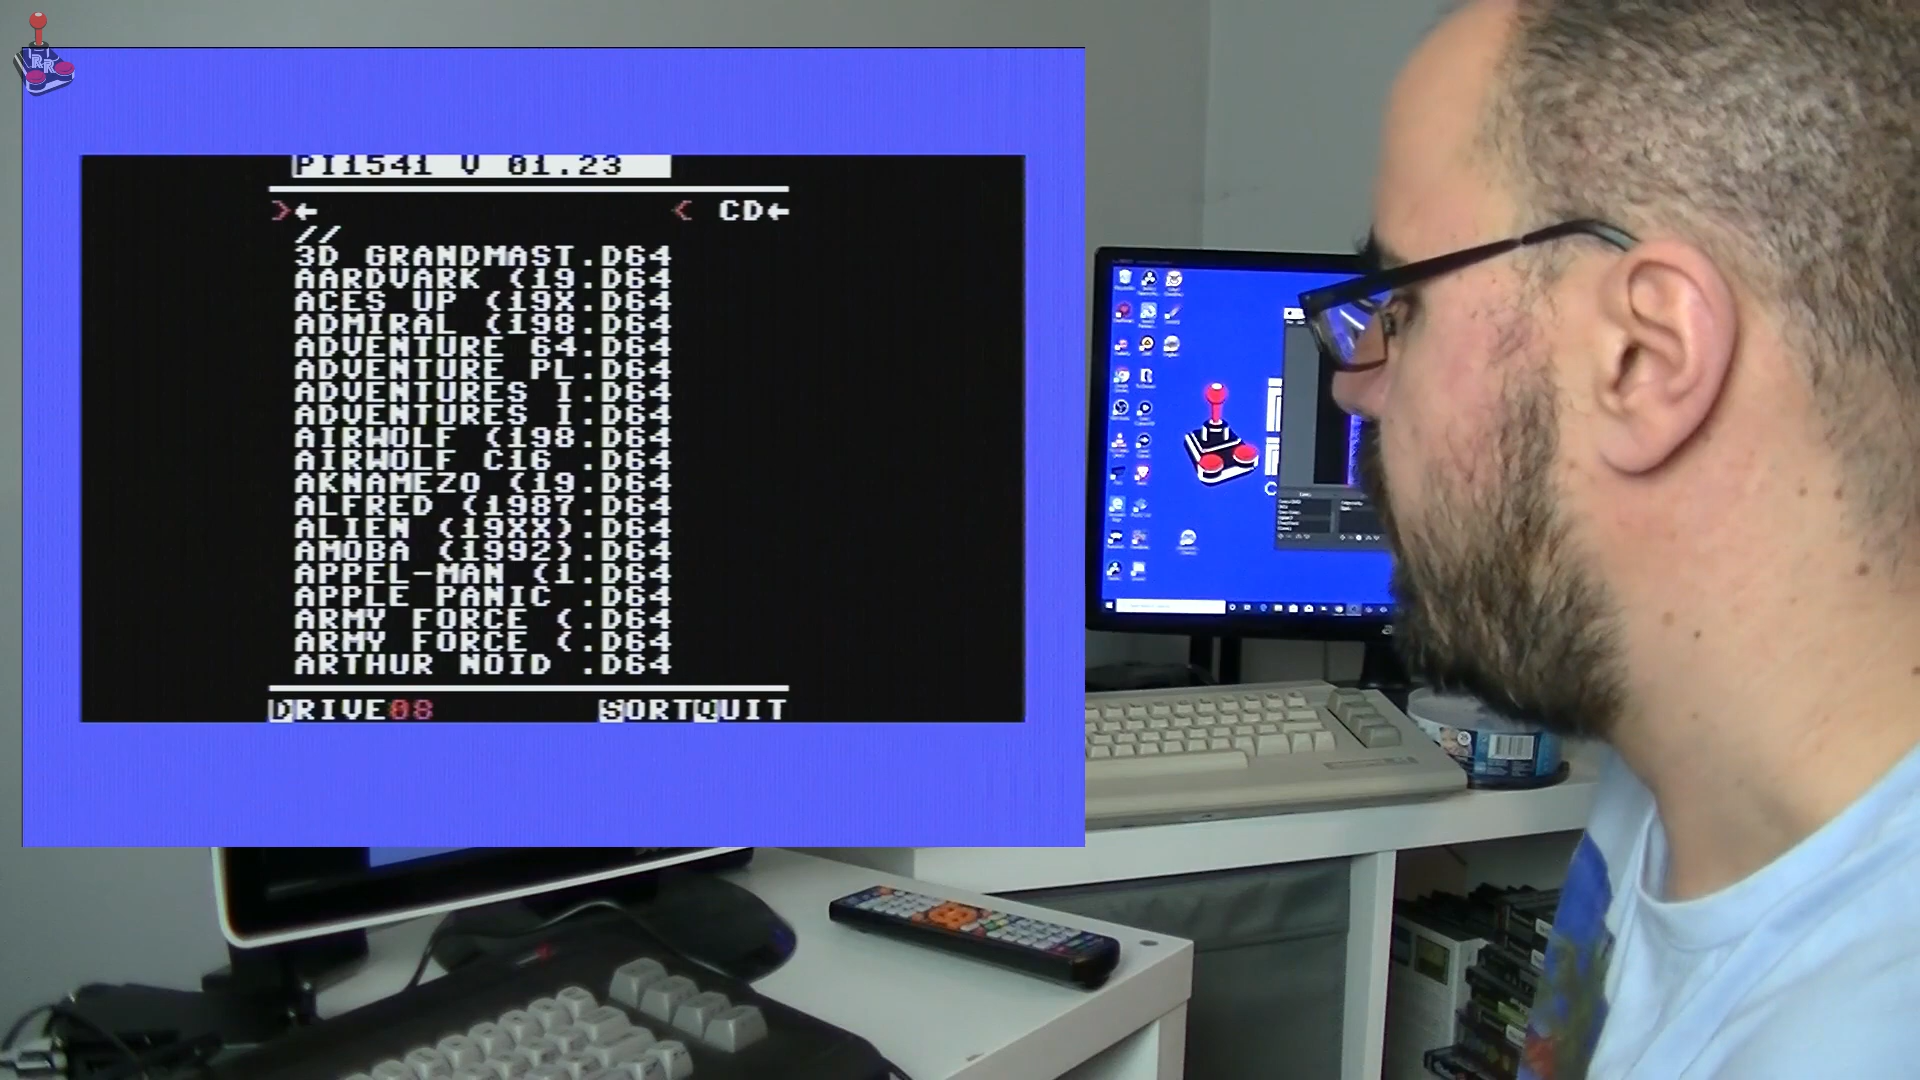 RR
PI1541 V 01.23
>← < CD←
//
3D GRANDMAST.D64
AARDVARK (19.D64
ACES UP (19X.D64
ADMIRAL (198.D64
ADVENTURE 64.D64
ADVENTURE PL.D64
ADVENTURES I.D64
ADVENTURES I.D64
AIRWOLF (198.D64
AIRWOLF C16 .D64
AKNAMEZO (19.D64
ALFRED (1987.D64
ALIEN (19XX).D64
AMOBA (1992).D64
APPEL-MAN (1.D64
APPLE PANIC .D64
ARMY FORCE (.D64
ARMY FORCE (.D64
ARTHUR NOID .D64
DRIVE08 SORTQUIT